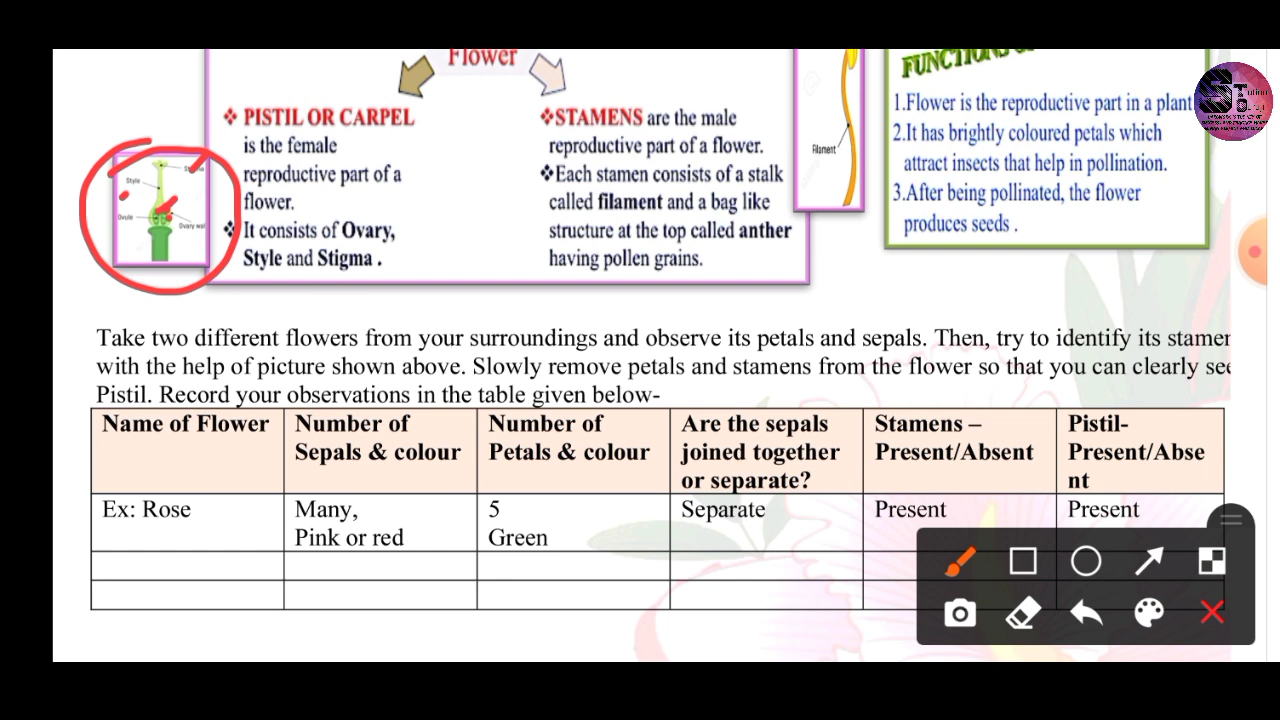 Flower
FUNCTIONS
❖ PISTIL OR CARPEL
is the female
reproductive part of a
flower.
❖ It consists of Ovary,
Style and Stigma .
❖STAMENS are the male
reproductive part of a flower.
❖Each stamen consists of a stalk
called filament and a bag like
structure at the top called anther
having pollen grains.
Style
Ovule
Ovary wal
Filament
1.Flower is the reproductive part in a plant
2.It has brightly coloured petals which
attract insects that help in pollination.
3.After being pollinated, the flower
produces seeds .
Take two different flowers from your surroundings and observe its petals and sepals. Then, try to identify its stamen
with the help of picture shown above. Slowly remove petals and stamens from the flower so that you can clearly see
Pistil. Record your observations in the table given below-
Name of Flower
Number of
Sepals & colour
Number of
Petals & colour
Are the sepals
joined together
or separate?
Stamens –
Present/Absent
Pistil-
Present/Abse
nt
Ex: Rose
Many,
Pink or red
5
Green
Separate
Present
Present